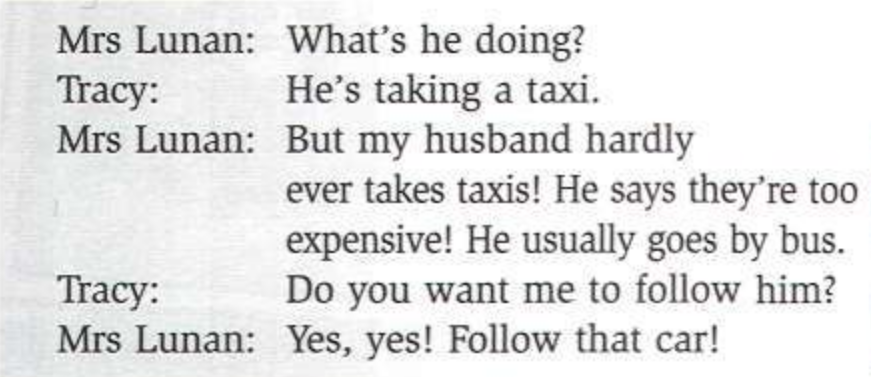 Mrs Lunan: What's he doing?
Tracy: He's taking a taxi.
Mrs Lunan: But my husband hardly
ever takes taxis! He says they're too
expensive! He usually goes by bus.
Tracy: Do you want me to follow him?
Mrs Lunan: Yes, yes! Follow that car!